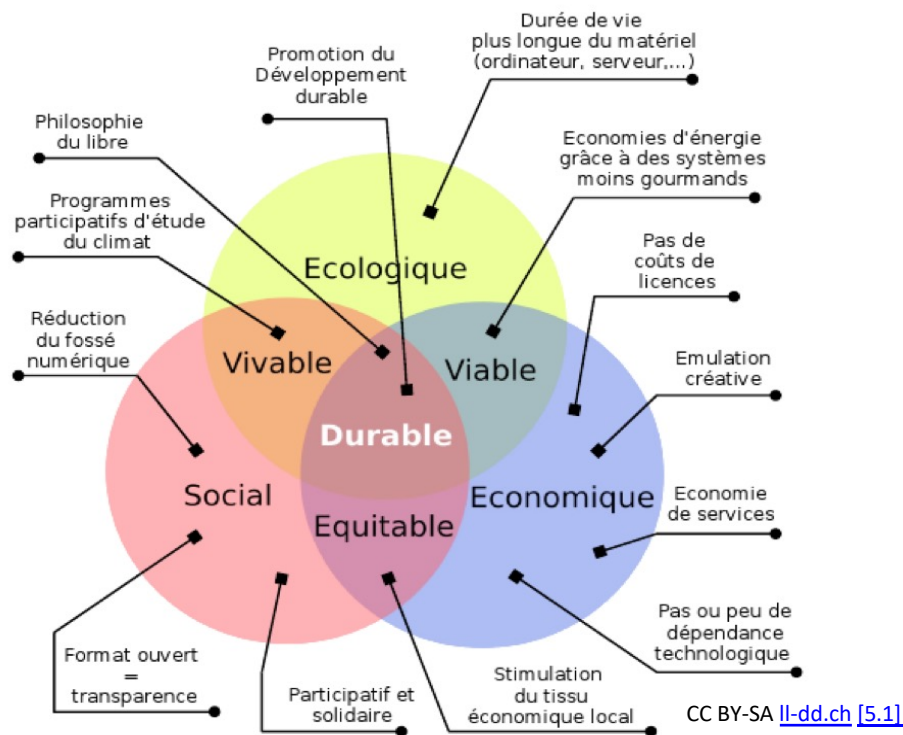 Durée de vie
plus longue du matériel
(ordinateur, serveur,...)
Promotion du
Développement
durable
Philosophie
du libre
Economies d'énergie
grâce à des systèmes
moins gourmands
Programmes
participatifs d'étude
du climat
Pas de
coûts de
licences
Ecologique
Réduction
du fossé
numérique
Vivable
Viable
Emulation
créative
Durable
Social
Economique
Economie
de services
Equitable
Pas ou peu de
dépendance
technologique
Format ouvert
=
transparence
Participatif et
solidaire
Stimulation
du tissu
économique local
CC BY-SA ll-dd.ch [5.1]